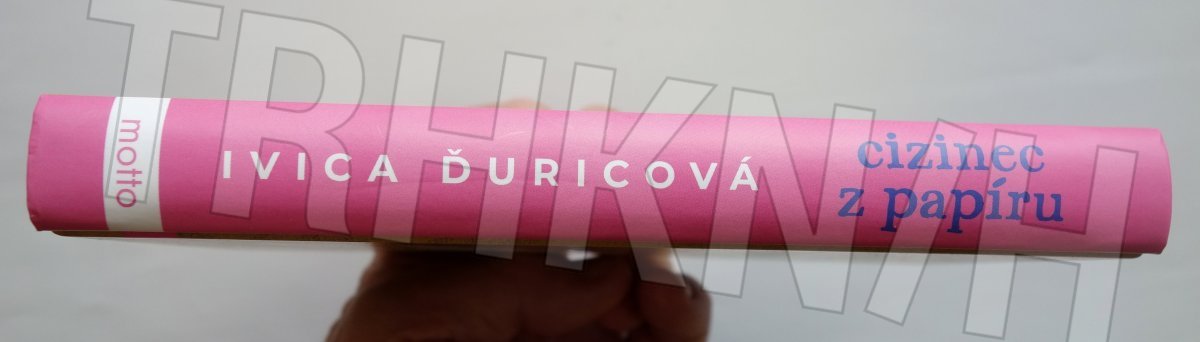 TRHKNIH
motto
IVICA ĎURICOVÁ
cizinec
z papíru